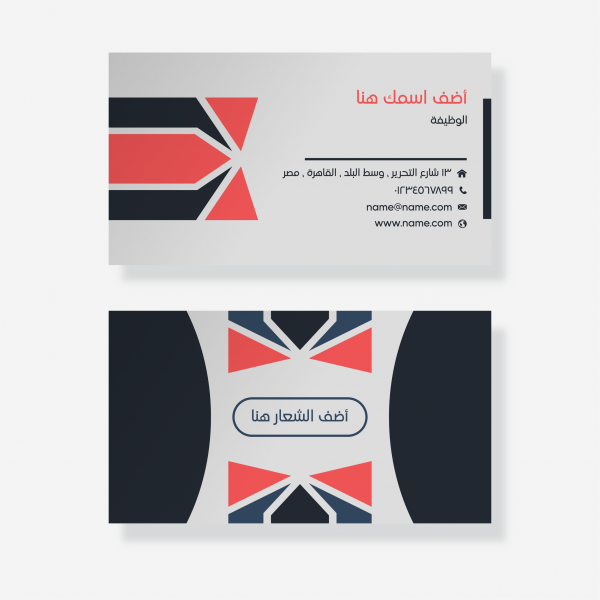 أضف اسمك هنا
الوظيفة
١٣ شارع التحرير ، وسط البلد ، القاهرة ، مصر
٠١٢٣٤٥٦٧٨٩٩
name@name.com
www.name.com
أضف الشعار هنا